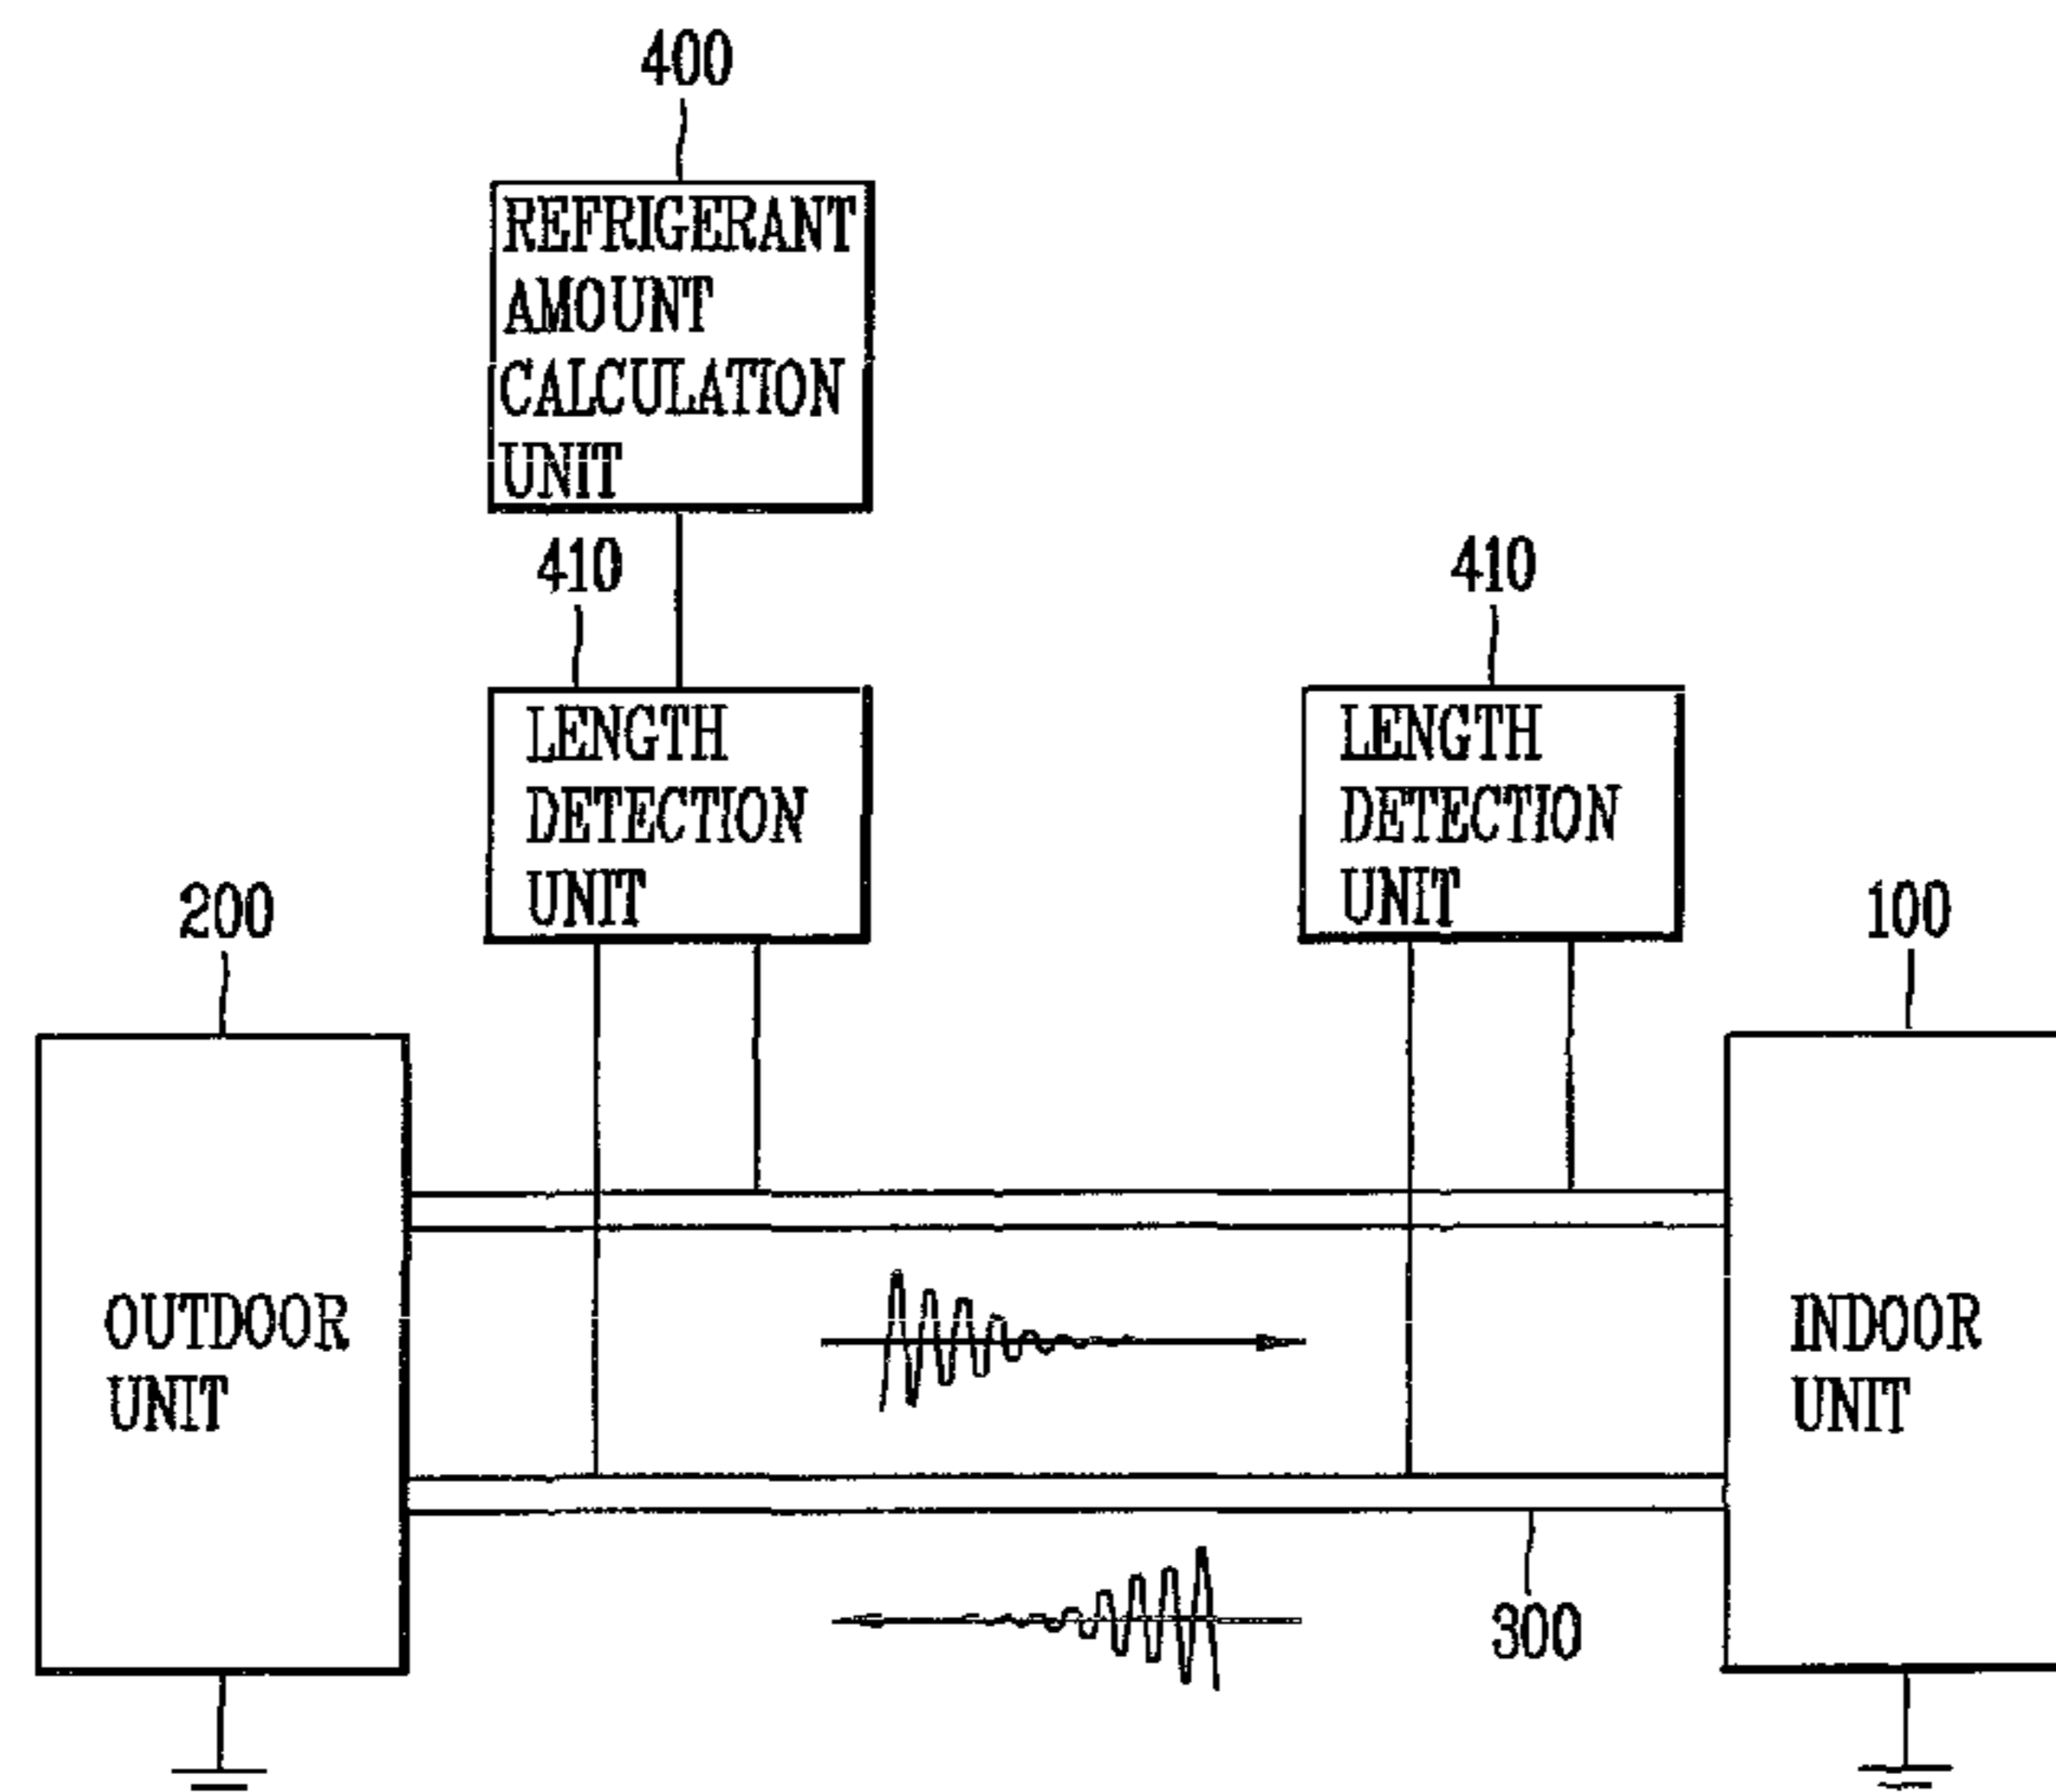 400
REFRIGERANT
AMOUNT
CALCULATION
UNIT
410
410
LENGTH
DETECTION
UNIT
LENGTH
DETECTION
UNIT
200
100
OUTDOOR
UNIT
INDOOR
UNIT
300